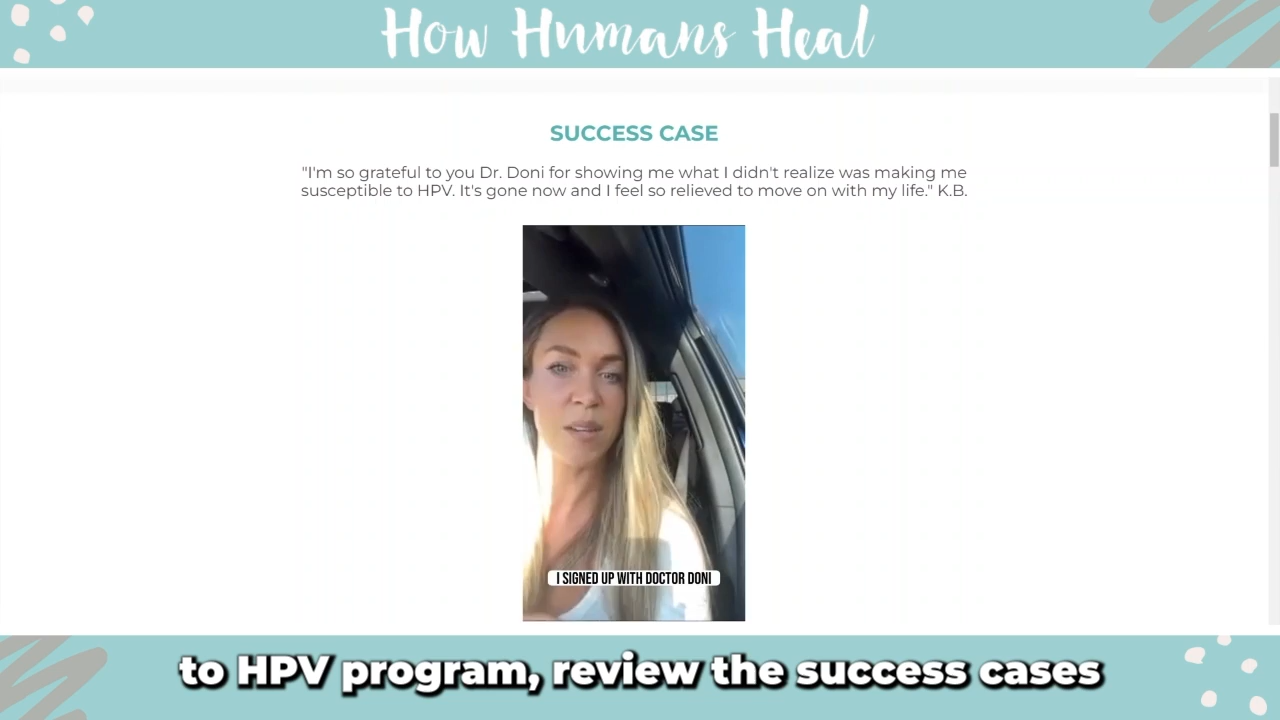 How Humans Heal
SUCCESS CASE
"I'm so grateful to you Dr. Doni for showing me what I didn't realize was making me
susceptible to HPV. It's gone now and I feel so relieved to move on with my life." K.B.
I SIGNED UP WITH DOCTOR DONI
to HPV program, review the success cases